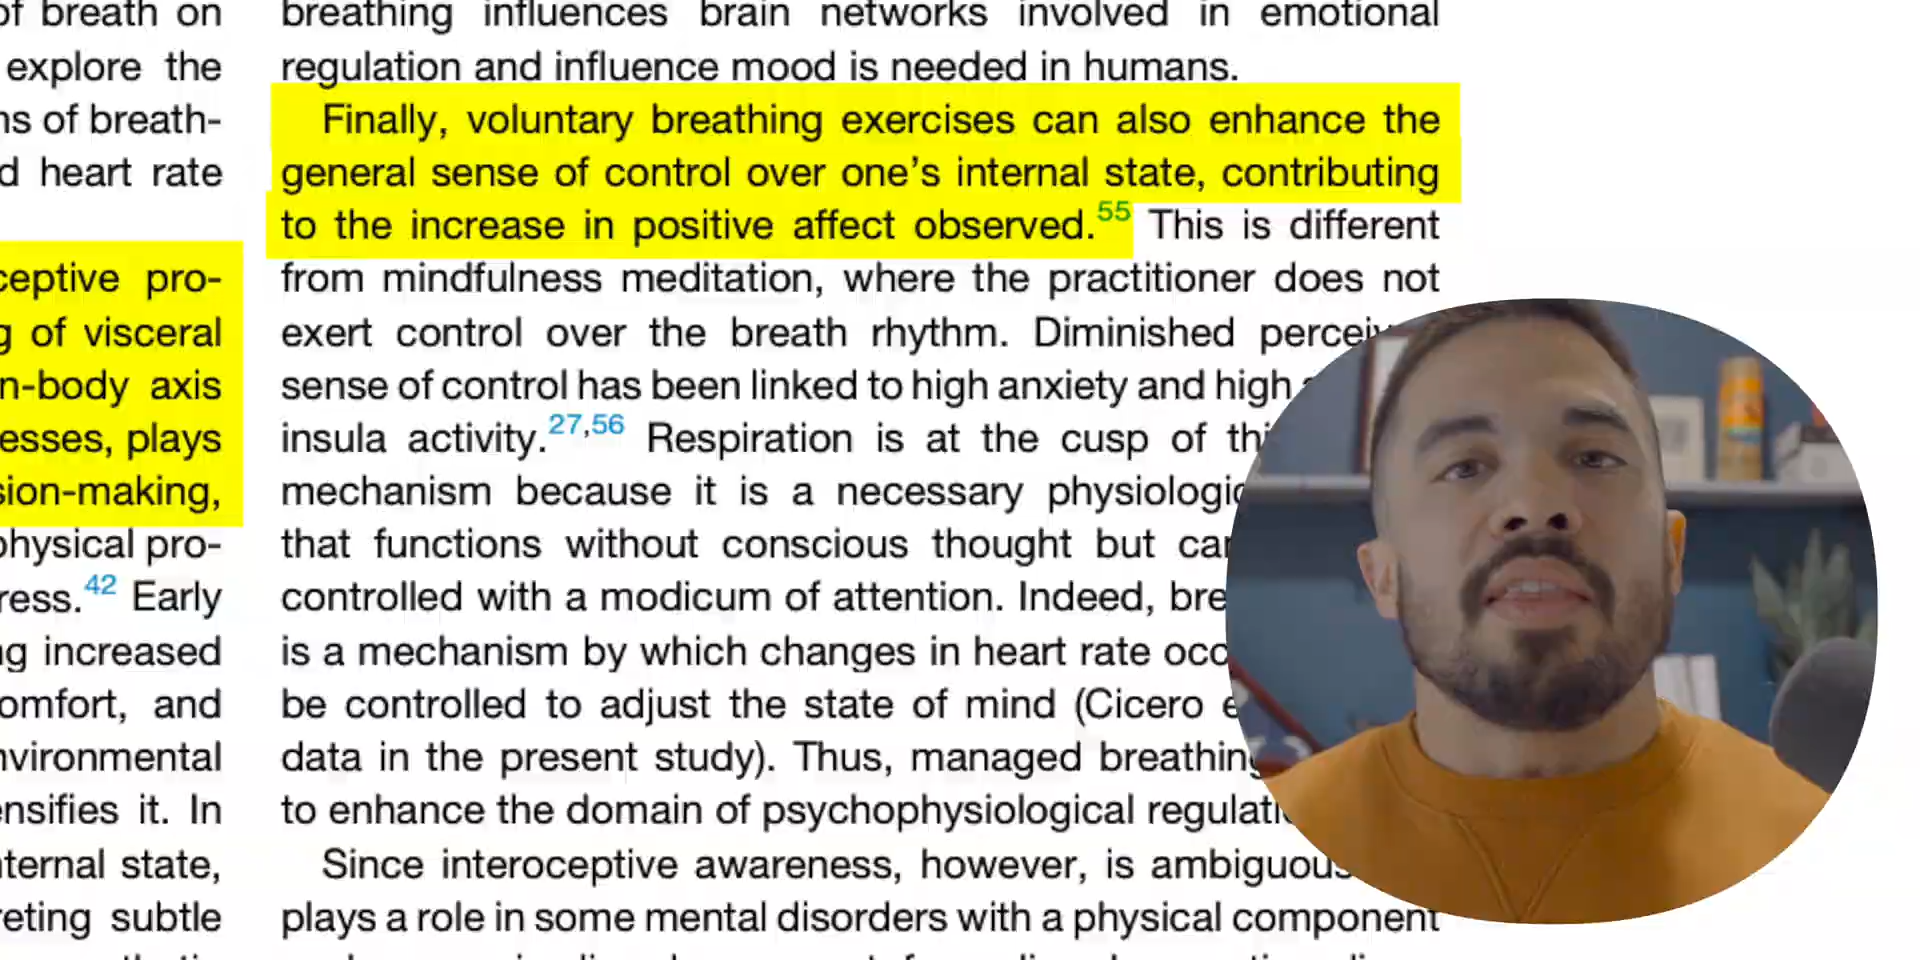 of breath on
explore the
ns of breath-
d heart rate
ceptive pro-
g of visceral
n-body axis
esses, plays
sion-making,
physical pro-
ress.42 Early
ng increased
omfort, and
nvironmental
ensifies it. In
nternal state,
reting subtle
breathing influences brain networks involved in emotional
regulation and influence mood is needed in humans.
Finally, voluntary breathing exercises can also enhance the
general sense of control over one’s internal state, contributing
to the increase in positive affect observed.55 This is different
from mindfulness meditation, where the practitioner does not
exert control over the breath rhythm. Diminished perceiv
sense of control has been linked to high anxiety and high
insula activity.27,56 Respiration is at the cusp of thi
mechanism because it is a necessary physiologic
that functions without conscious thought but can
controlled with a modicum of attention. Indeed, bre
is a mechanism by which changes in heart rate occ
be controlled to adjust the state of mind (Cicero e
data in the present study). Thus, managed breathing
to enhance the domain of psychophysiological regulati
Since interoceptive awareness, however, is ambiguous
plays a role in some mental disorders with a physical component